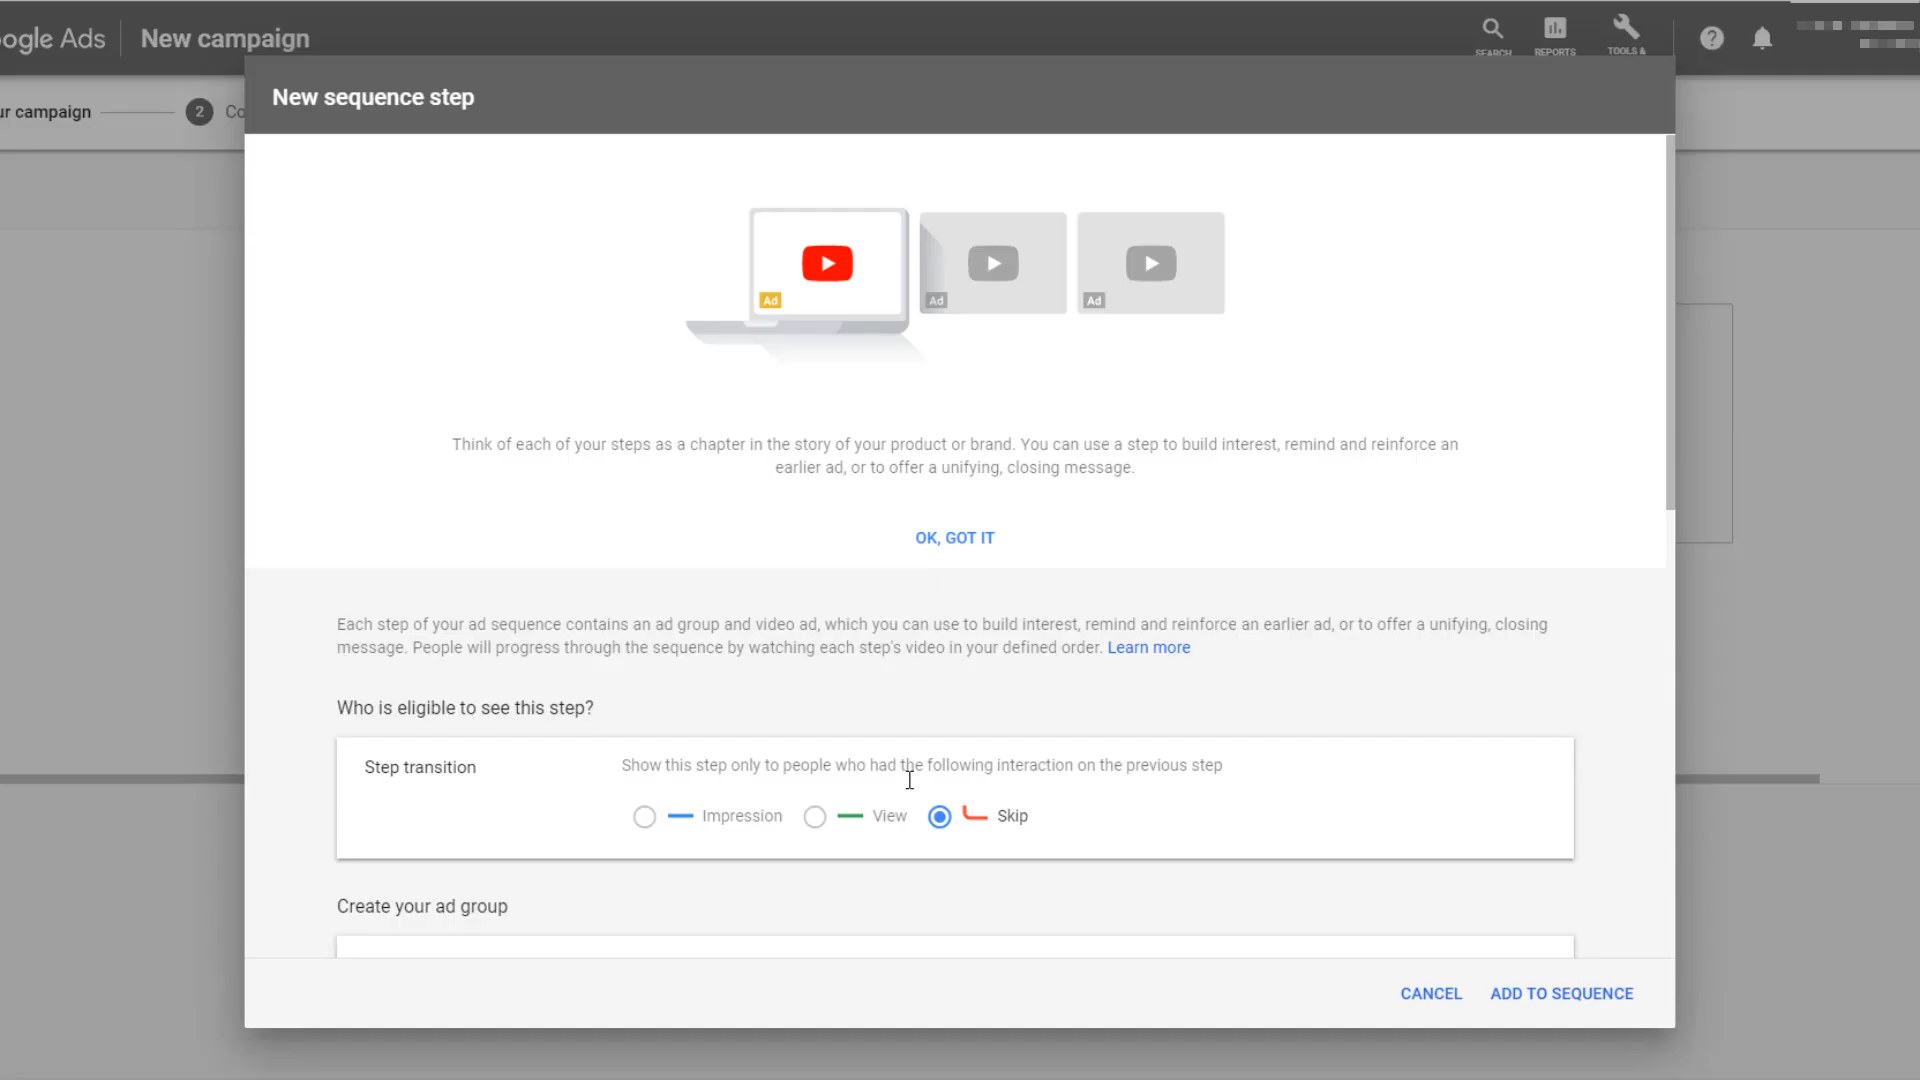 ogle Ads
New campaign
SEARCH
REPORTS
TOOLS &
ur campaign
2
Co
New sequence step
Ad
Ad
Ad
Think of each of your steps as a chapter in the story of your product or brand. You can use a step to build interest, remind and reinforce an
earlier ad, or to offer a unifying, closing message.
OK, GOT IT
Each step of your ad sequence contains an ad group and video ad, which you can use to build interest, remind and reinforce an earlier ad, or to offer a unifying, closing
message. People will progress through the sequence by watching each step's video in your defined order. Learn more
Who is eligible to see this step?
Step transition
Show this step only to people who had the following interaction on the previous step
Impression
View
Skip
Create your ad group
CANCEL
ADD TO SEQUENCE